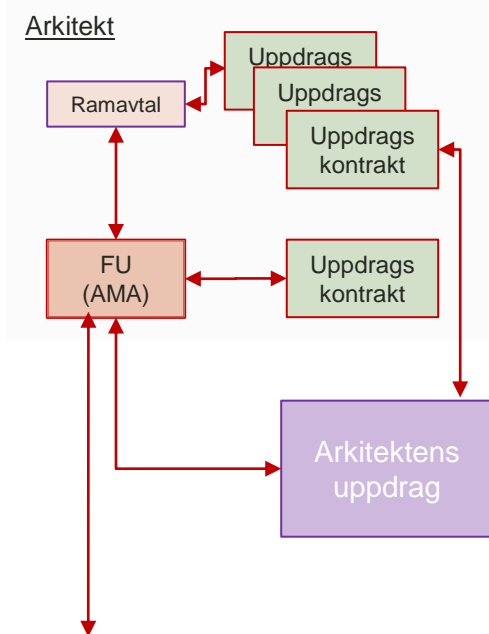 Arkitekt
Uppdrags
Uppdrags
Ramavtal
Uppdrags
kontrakt
FU
(AMA)
Uppdrags
kontrakt
Arkitektens
uppdrag